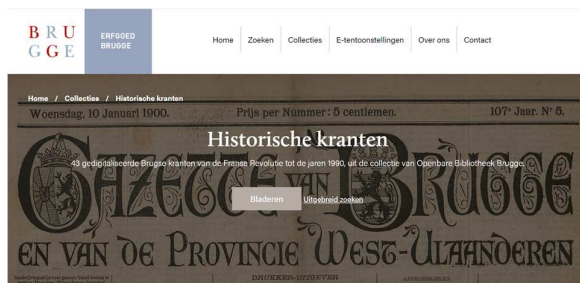 BRU
GGE
ERFGOED
BRUGGE
Home
Zoeken
Collecties
E-tentoonstellingen
Over ons
Contact
Home / Collecties / Historische kranten
Woensdag, 10 Januari 1900.
Prijs per Nummer: 5 centiemen.
107e Jaar. Nr 5.
Historische kranten
43 gedigitaliseerde Brugse kranten van de Franse Revolutie tot de jaren 1990, uit de collectie van Openbare Bibliotheek Brugge.
GAZETTE VAN BRUGGE
Bladeren
Uitgebreid zoeken
EN VAN DE PROVINCIE WEST-VLAANDEREN
DRUKKER-UITGEVER